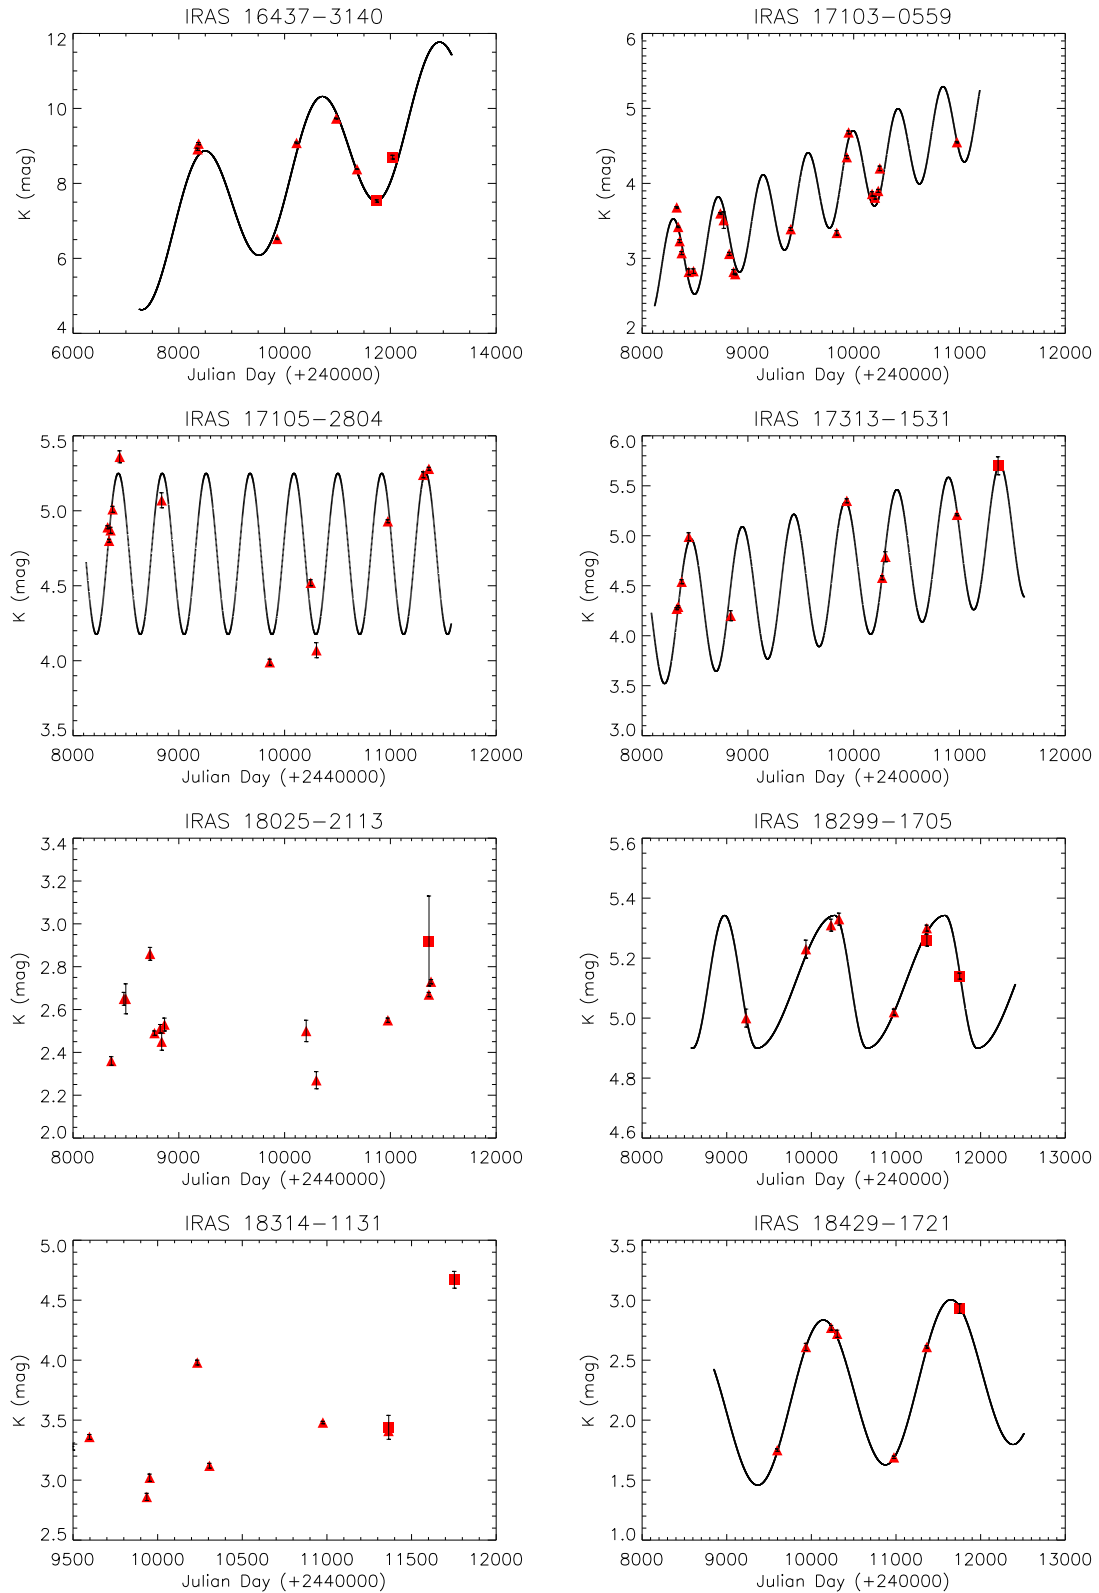 IRAS 16437−3140
12
10
8
6
4
K (mag)
6000 8000 10000 12000 14000
Julian Day (+240000)
IRAS 17103−0559
6
5
4
3
2
K (mag)
8000 9000 10000 11000 12000
Julian Day (+240000)
IRAS 17105−2804
5.5
5.0
4.5
4.0
3.5
K (mag)
8000 9000 10000 11000 12000
Julian Day (+2440000)
IRAS 17313−1531
6.0
5.5
5.0
4.5
4.0
3.5
3.0
K (mag)
8000 9000 10000 11000 12000
Julian Day (+240000)
IRAS 18025−2113
3.4
3.2
3.0
2.8
2.6
2.4
2.2
2.0
K (mag)
8000 9000 10000 11000 12000
Julian Day (+2440000)
IRAS 18299−1705
5.6
5.4
5.2
5.0
4.8
4.6
K (mag)
9000 10000 11000 12000 13000
Julian Day (+240000)
IRAS 18314−1131
5.0
4.5
4.0
3.5
3.0
2.5
K (mag)
9500 10000 10500 11000 11500 12000
Julian Day (+2440000)
IRAS 18429−1721
3.5
3.0
2.5
2.0
1.5
1.0
K (mag)
9000 10000 11000 12000 13000
Julian Day (+240000)